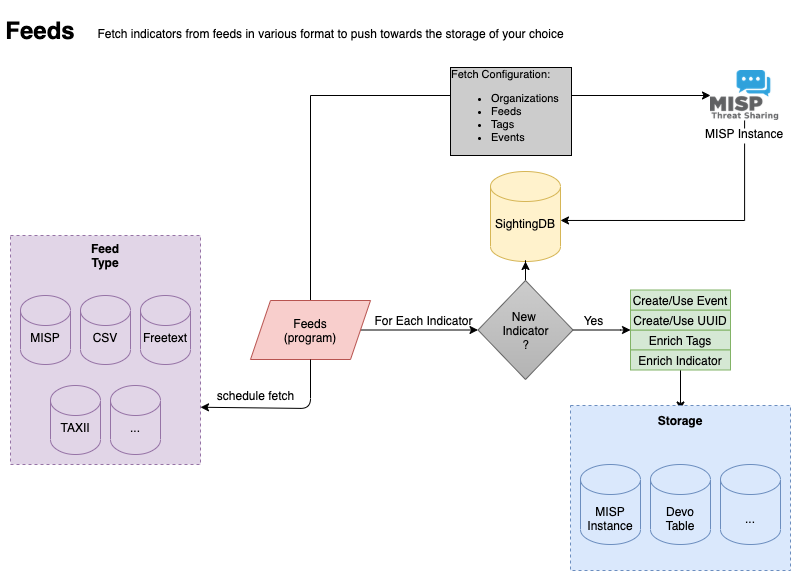 Feeds
Fetch indicators from feeds in various format to push towards the storage of your choice
Fetch Configuration:
• Organizations
• Feeds
• Tags
• Events
MISP
Threat Sharing
MISP Instance
SightingDB
Feed
Type
MISP
CSV
Freetext
TAXII
...
Feeds
(program)
For Each Indicator
New
Indicator
?
Yes
Create/Use Event
Create/Use UUID
Enrich Tags
Enrich Indicator
schedule fetch
Storage
MISP
Instance
Devo
Table
...